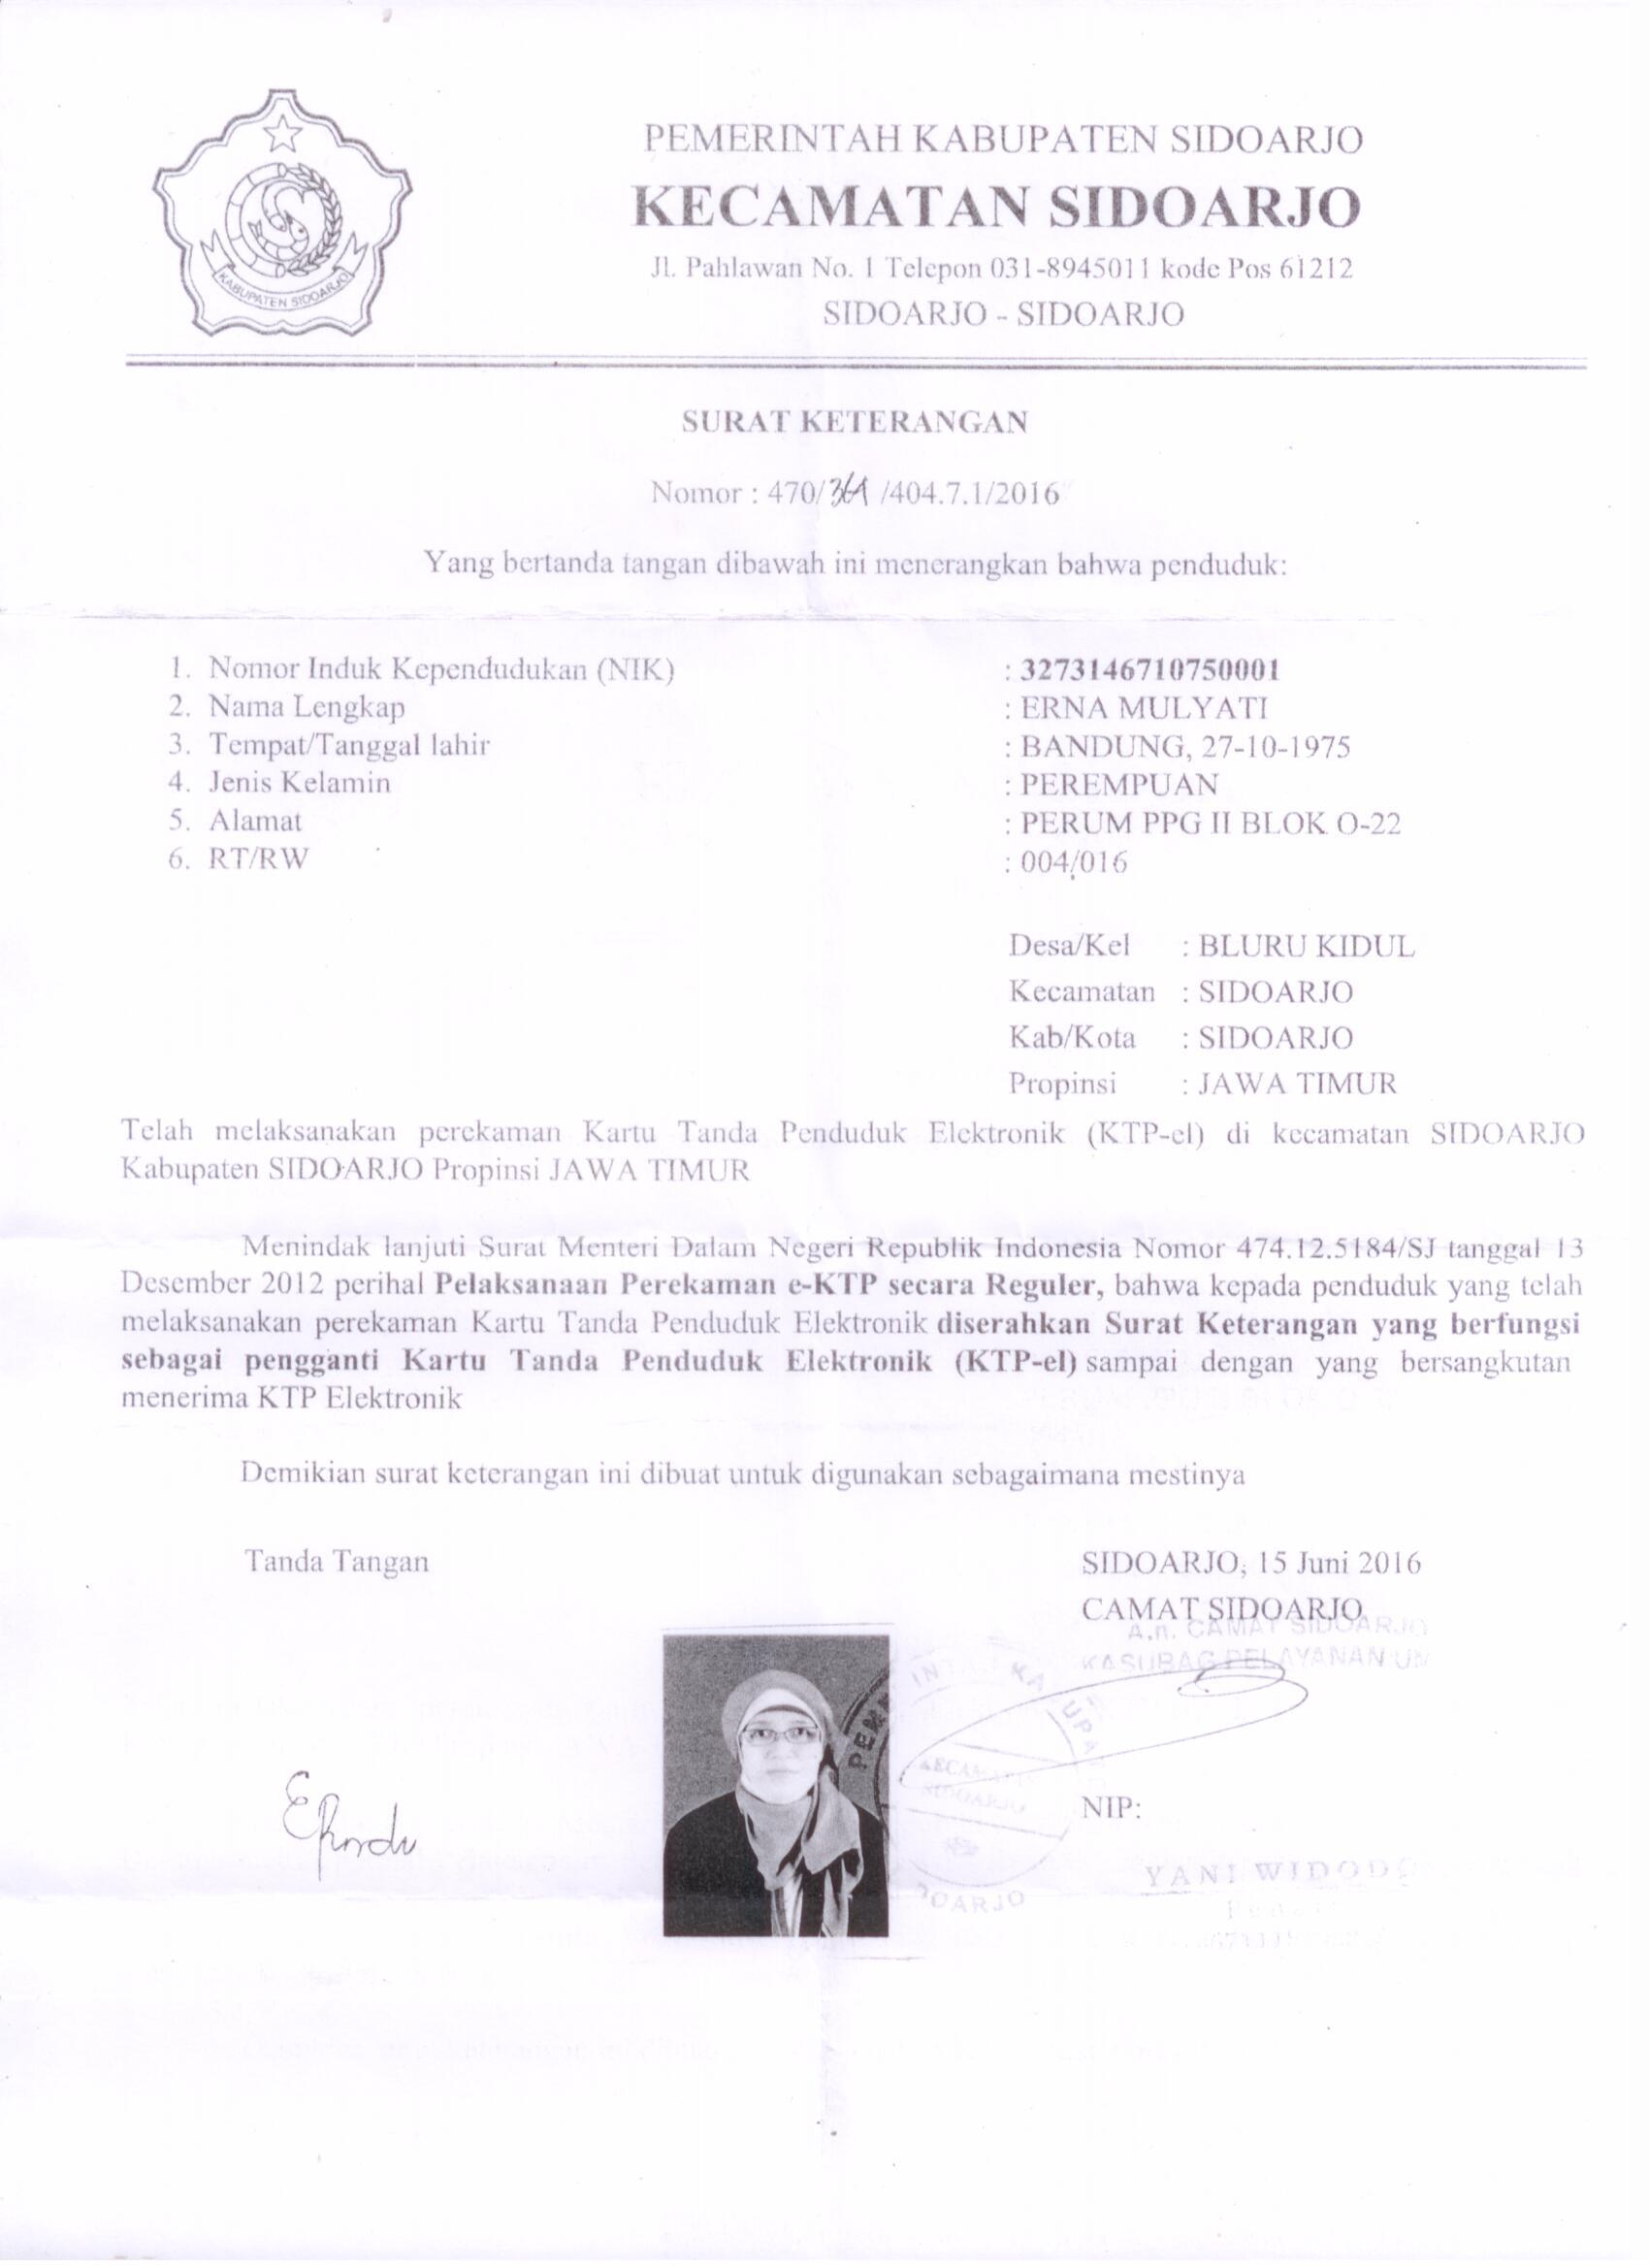 PEMERINTAH KABUPATEN SIDOARJO
KECAMATAN SIDOARJO
Jl. Pahlawan No. 1 Telepon 031-8945011 kode Pos 61212
SIDOARJO - SIDOARJO
KABUPATEN SIDOARJO
SURAT KETERANGAN
Nomor : 470/361 /404.7.1/2016
Yang bertanda tangan dibawah ini menerangkan bahwa penduduk:
1. Nomor Induk Kependudukan (NIK) : 3273146710750001
2. Nama Lengkap : ERNA MULYATI
3. Tempat/Tanggal lahir : BANDUNG, 27-10-1975
4. Jenis Kelamin : PEREMPUAN
5. Alamat : PERUM PPG II BLOK O-22
6. RT/RW : 004/016
Desa/Kel : BLURU KIDUL
Kecamatan : SIDOARJO
Kab/Kota : SIDOARJO
Propinsi : JAWA TIMUR
Telah melaksanakan perekaman Kartu Tanda Penduduk Elektronik (KTP-el) di kecamatan SIDOARJO
Kabupaten SIDOARJO Propinsi JAWA TIMUR
Menindak lanjuti Surat Menteri Dalam Negeri Republik Indonesia Nomor 474.12.5184/SJ tanggal 13
Desember 2012 perihal Pelaksanaan Perekaman e-KTP secara Reguler, bahwa kepada penduduk yang telah
melaksanakan perekaman Kartu Tanda Penduduk Elektronik diserahkan Surat Keterangan yang berfungsi
sebagai pengganti Kartu Tanda Penduduk Elektronik (KTP-el) sampai dengan yang bersangkutan
menerima KTP Elektronik
Demikian surat keterangan ini dibuat untuk digunakan sebagaimana mestinya
Tanda Tangan
SIDOARJO, 15 Juni 2016
CAMAT SIDOARJO
A.n. CAMAT SIDOARJO
KASUBAG PELAYANAN UM
NIP:
YANI WIDODO